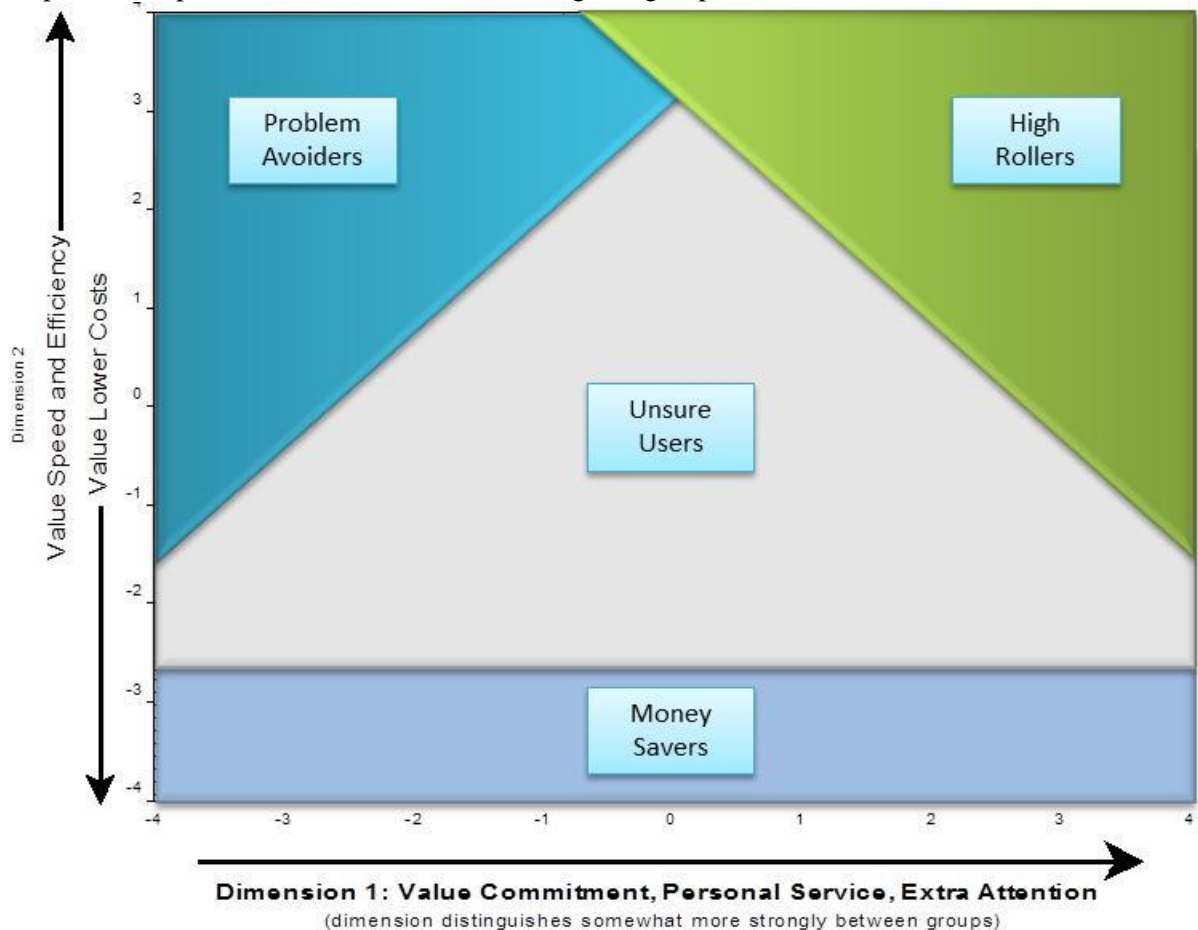 Problem
Avoiders
High
Rollers
3
2
1
0
-1
-2
-3
-4
Dimension 2
Value Speed and Efficiency
Value Lower Costs
Unsure
Users
Money
Savers
-4 -3 -2 -1 0 1 2 3 4
Dimension 1: Value Commitment, Personal Service, Extra Attention
(dimension distinguishes somewhat more strongly between groups)